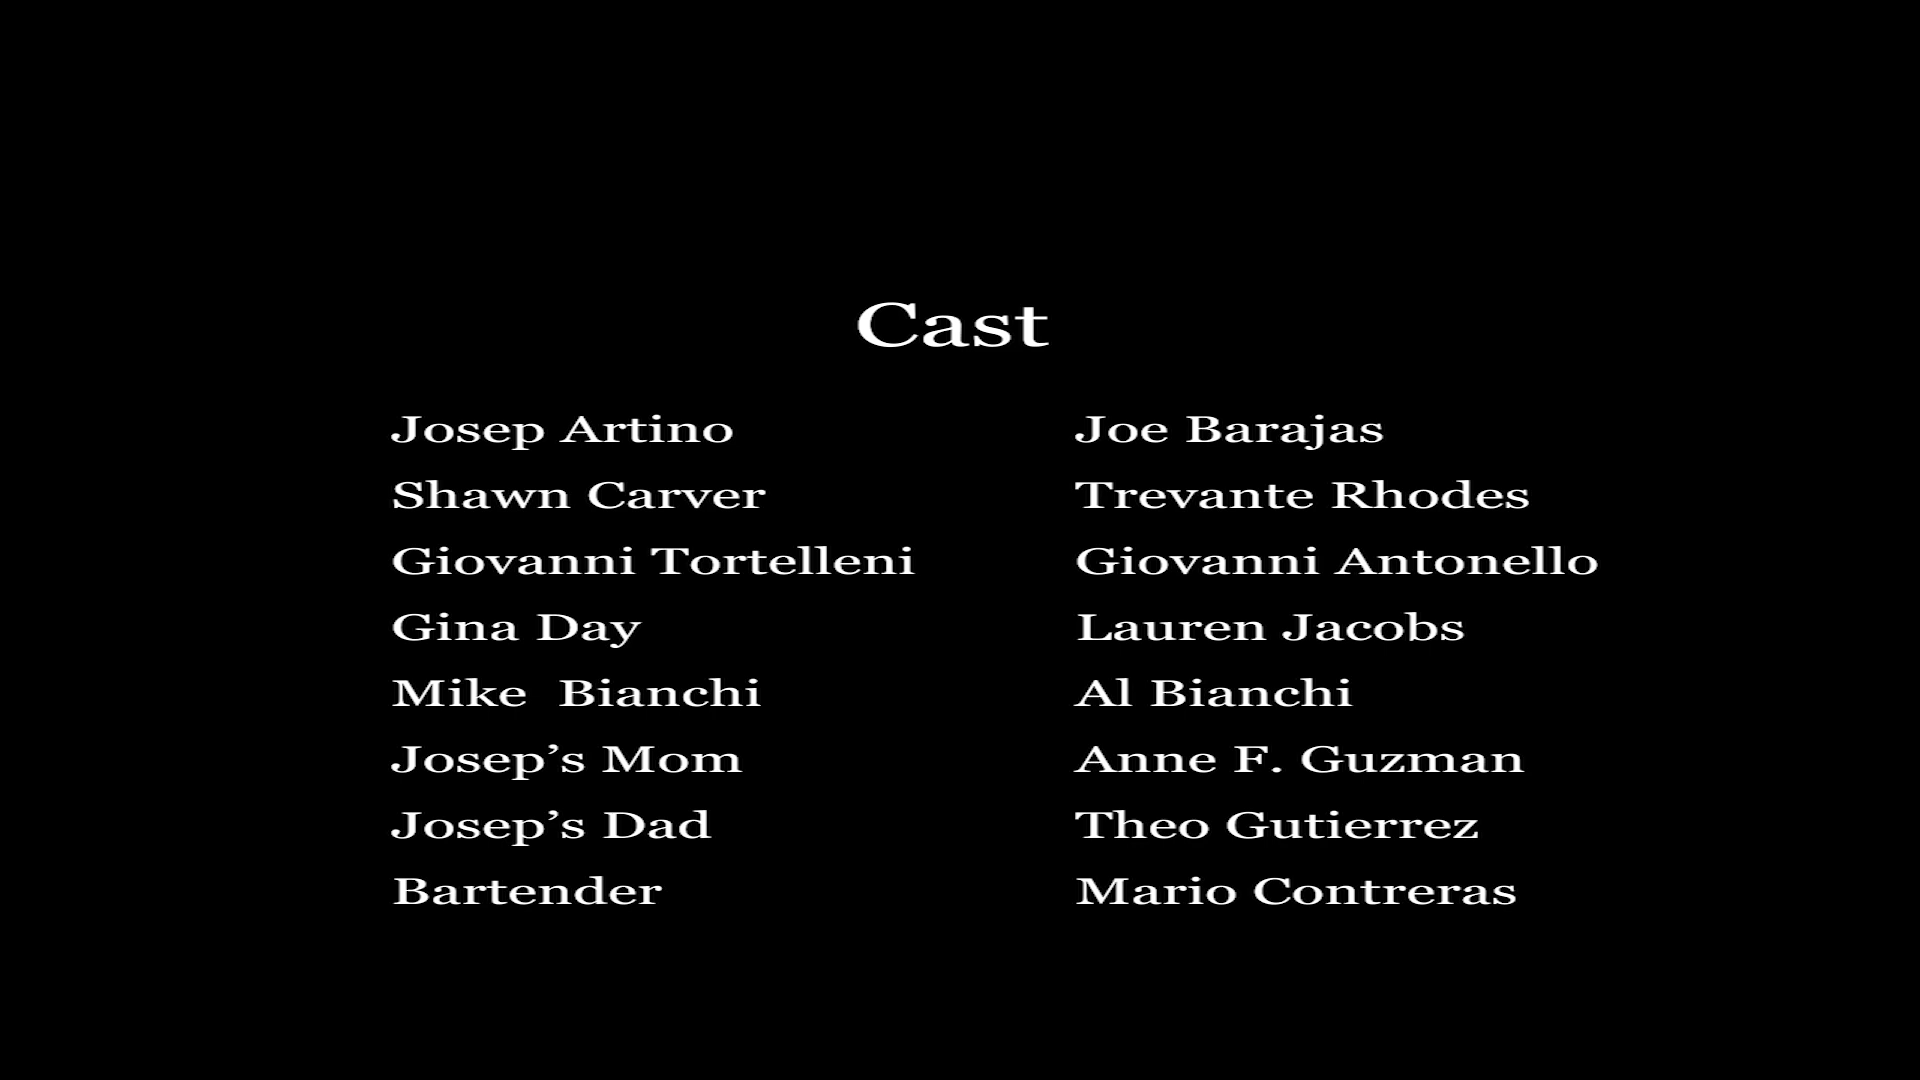 Cast
Josep Artino Joe Barajas
Shawn Carver Trevante Rhodes
Giovanni Tortelleni Giovanni Antonello
Gina Day Lauren Jacobs
Mike  Bianchi Al Bianchi
Josep’s Mom Anne F. Guzman
Josep’s Dad Theo Gutierrez
Bartender Mario Contreras